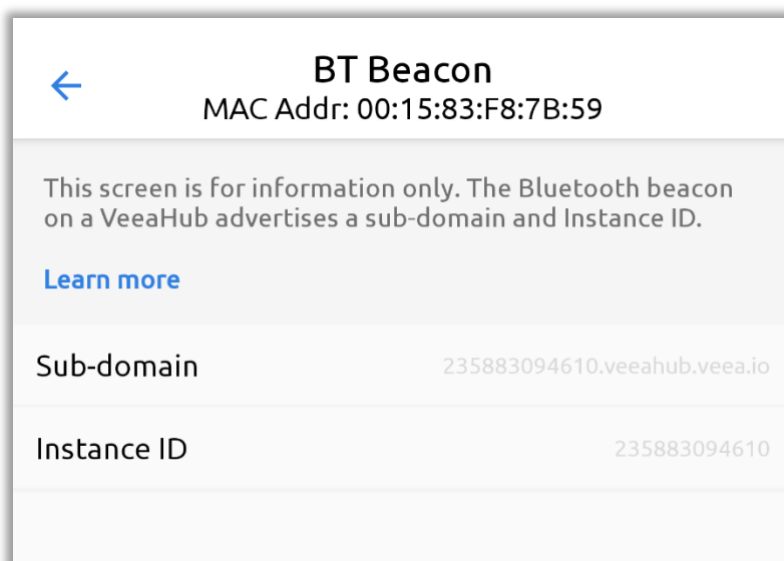 BT Beacon
MAC Addr: 00:15:83:F8:7B:59
This screen is for information only. The Bluetooth beacon
on a VeeaHub advertises a sub-domain and Instance ID.
Learn more
Sub-domain 235883094610.veeahub.veea.io
Instance ID 235883094610